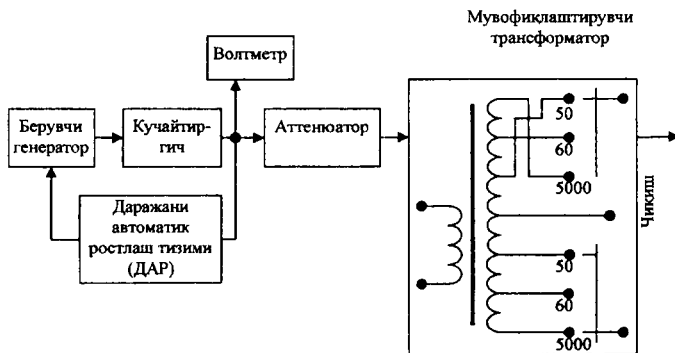 Мувофиқлаштирувчи
трансформатор
Волтметр
Берувчи
генератор
Кучайтир-
гич
Аттенюатор
Даражани
автоматик
ростлаш тизими
(ДАР)
50
60
5000
50
60
5000
Чикиш